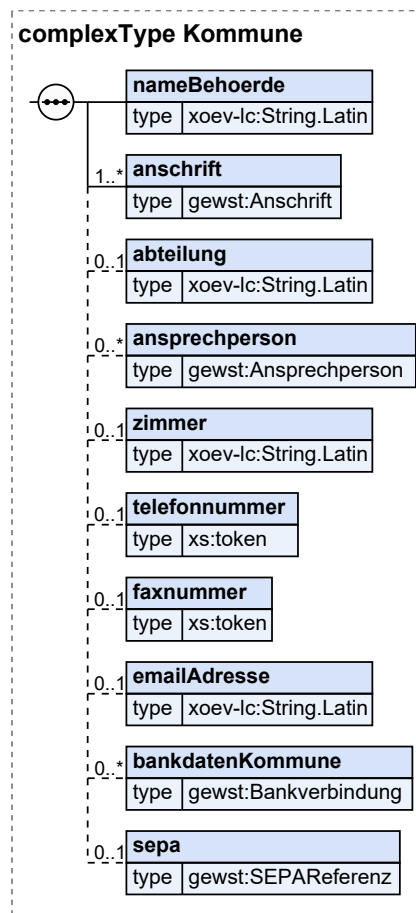 complexType Kommune
nameBehoerde
type xoev-lc:String.Latin
1..* anschrift
type gewst:Anschrift
0..1 abteilung
type xoev-lc:String.Latin
0..* ansprechperson
type gewst:Ansprechperson
0..1 zimmer
type xoev-lc:String.Latin
0..1 telefonnummer
type xs:token
0..1 faxnummer
type xs:token
0..1 emailAdresse
type xoev-lc:String.Latin
0..* bankdatenKommune
type gewst:Bankverbindung
0..1 sepa
type gewst:SEPAReferenz